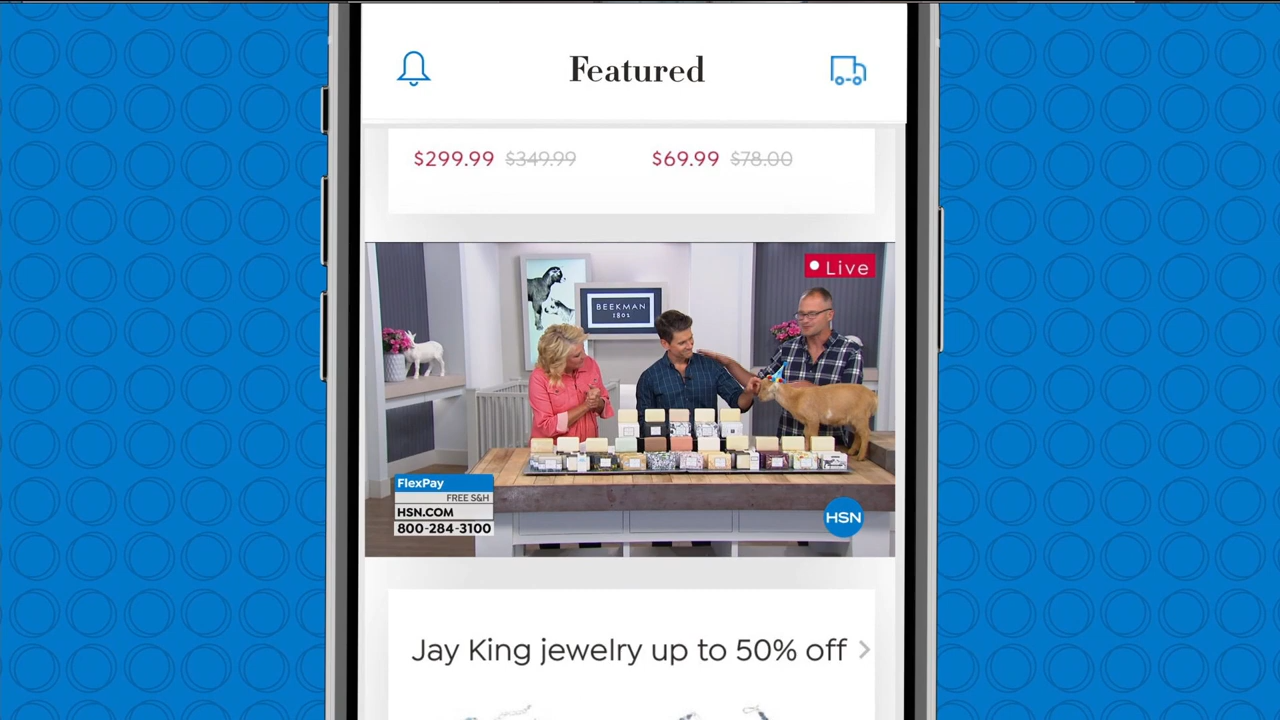 Featured
$299.99 $349.99 $69.99 $78.00
Live
BEEKMAN
1802
FlexPay
FREE S&H
HSN.COM
800-284-3100
HSN
Jay King jewelry up to 50% off